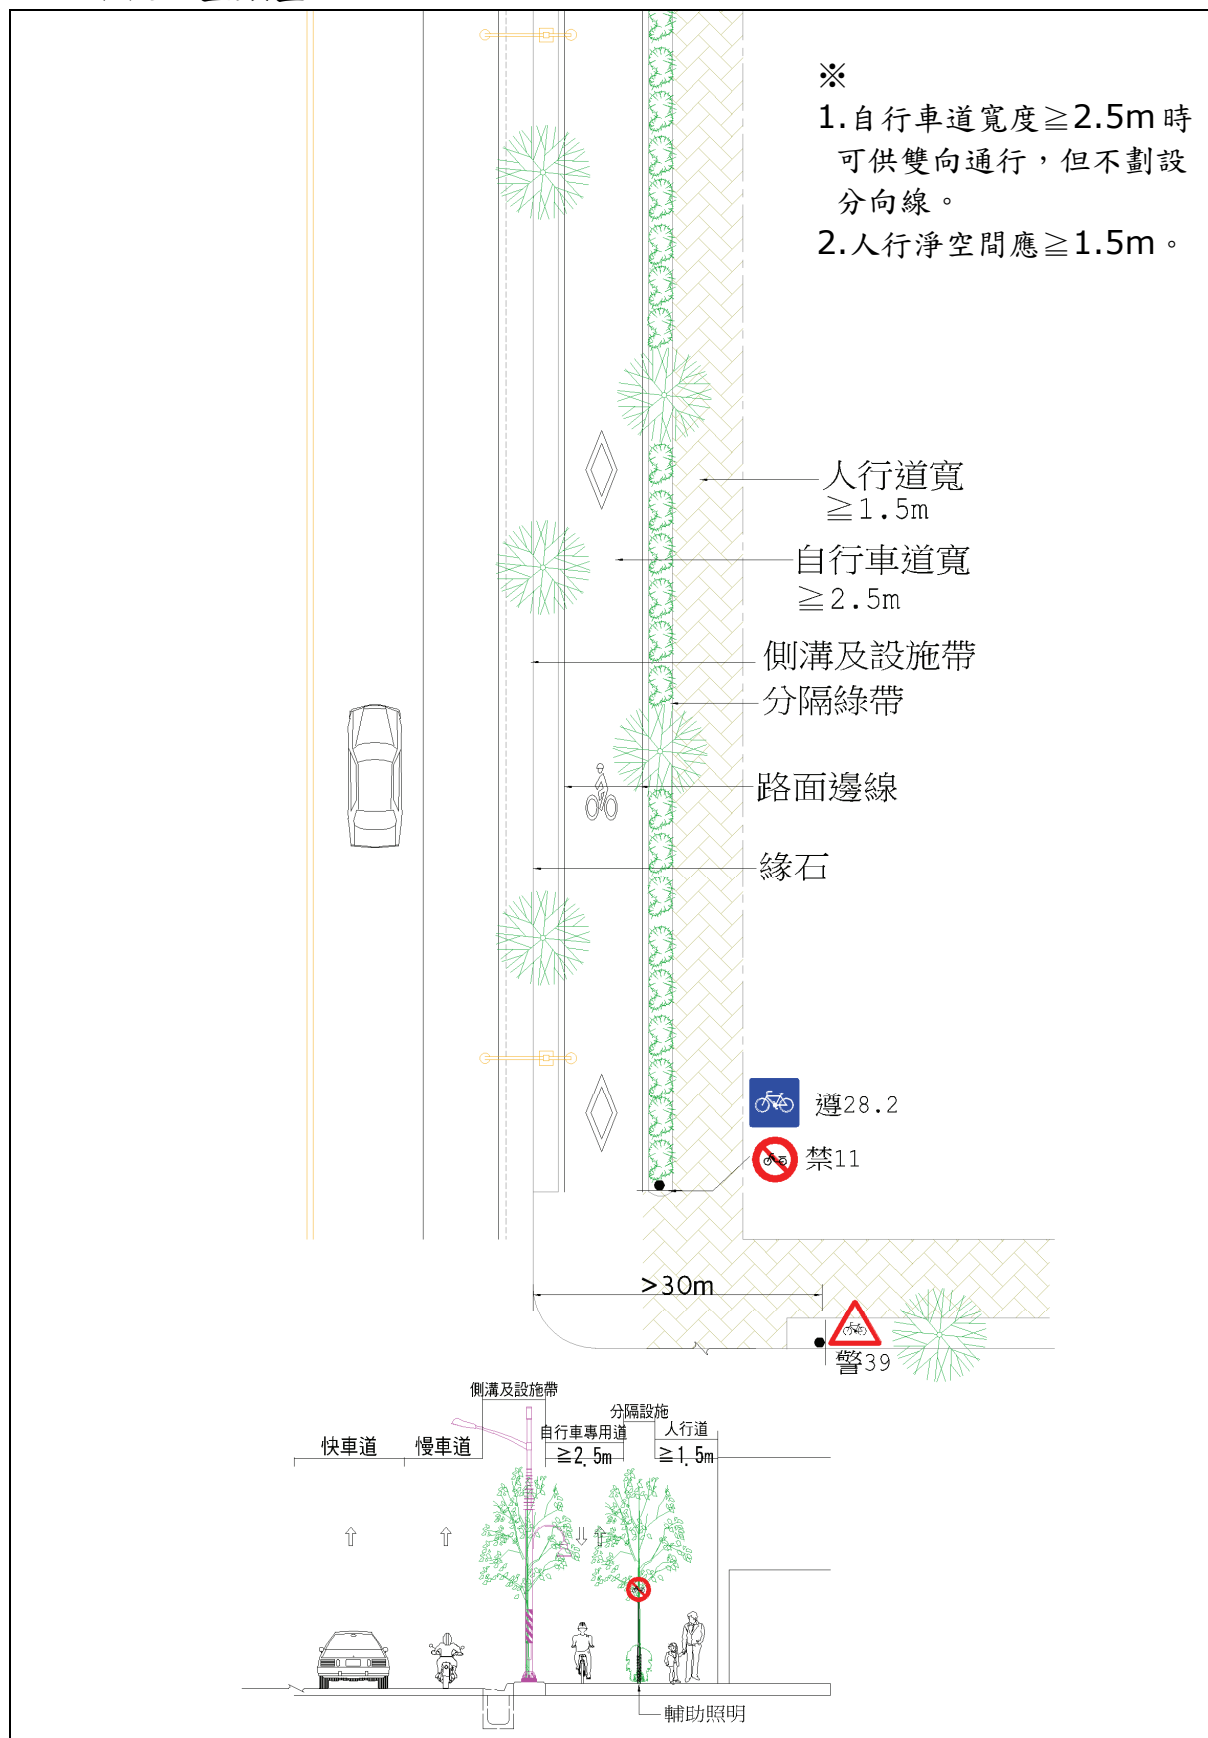 ※
1.自行車道寬度≧2.5m時
可供雙向通行，但不劃設
分向線。
2.人行淨空間應≧1.5m。
人行道寬
≧1.5m
自行車道寬
≧2.5m
側溝及設施帶
分隔綠帶
路面邊線
緣石
遵28.2
禁11
>30m
警39
側溝及設施帶
分隔設施
快車道
慢車道
自行車專用道
≧2.5m
人行道
≧1.5m
輔助照明